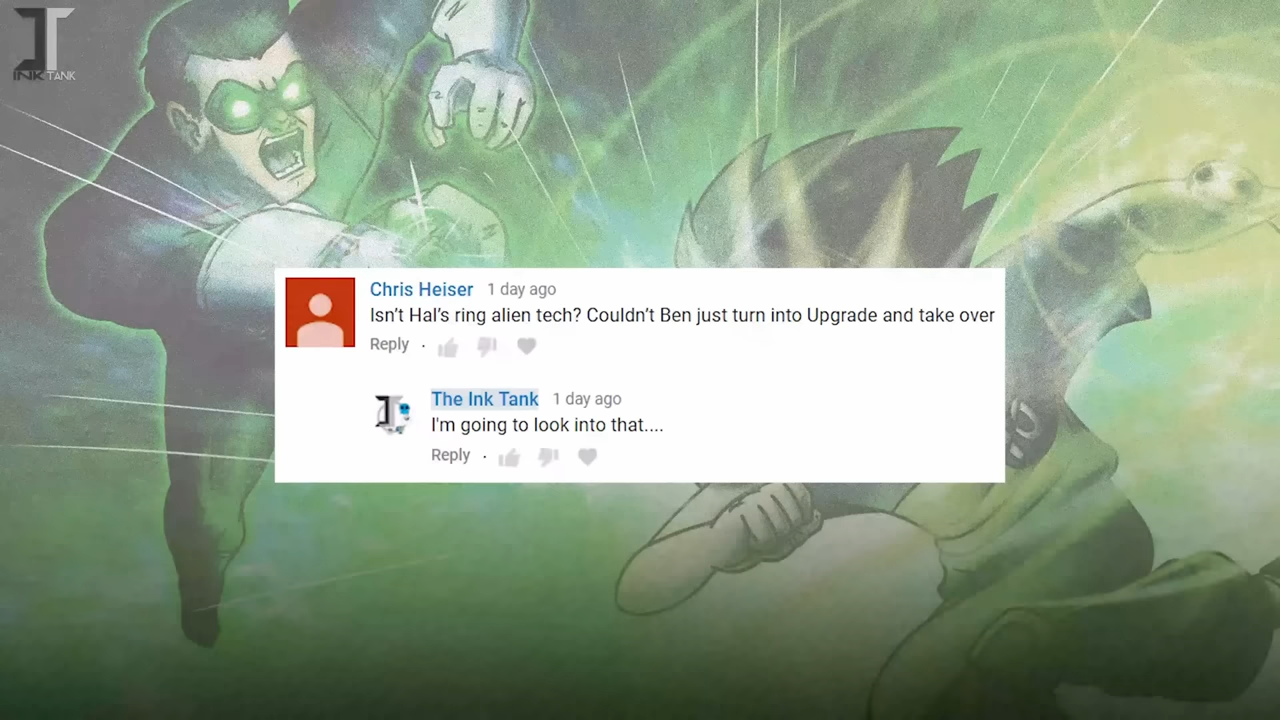 INK TANK
Chris Heiser 1 day ago
Isn't Hal's ring alien tech? Couldn't Ben just turn into Upgrade and take over
Reply ·
The Ink Tank 1 day ago
I'm going to look into that....
Reply ·